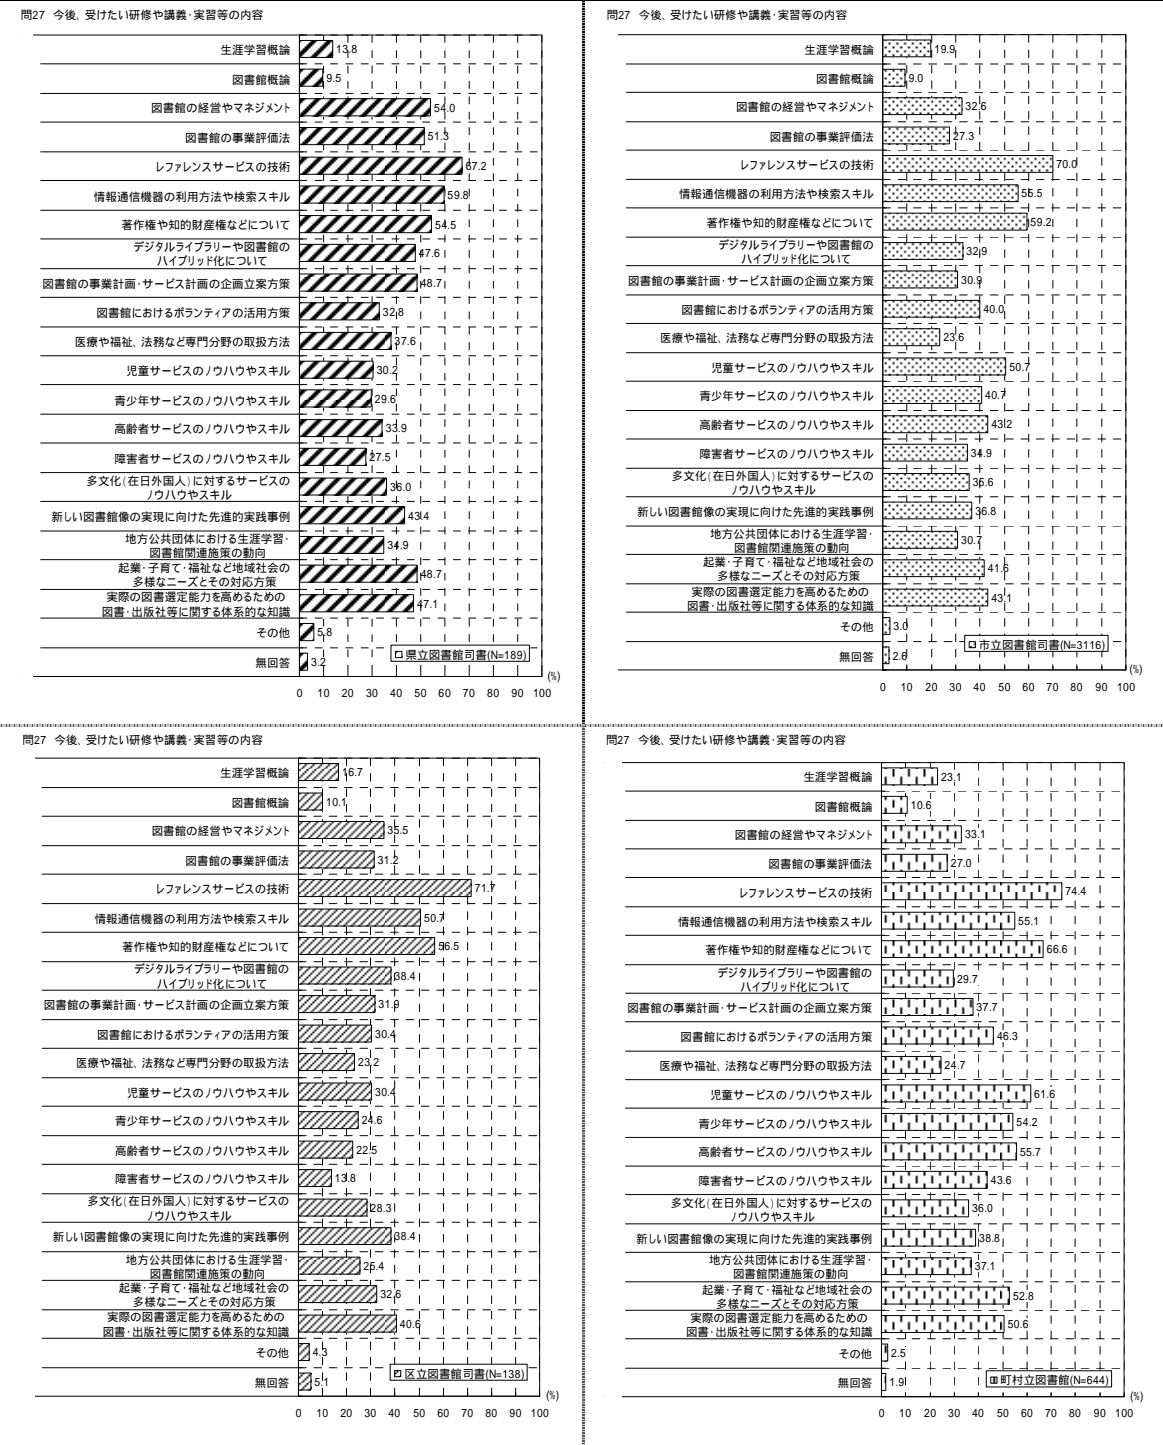 問27 今後、受けたい研修や講義・実習等の内容
生涯学習概論 13.8
図書館概論 9.5
図書館の経営やマネジメント 54.0
図書館の事業評価法 51.3
レファレンスサービスの技術 67.2
情報通信機器の利用方法や検索スキル 59.8
著作権や知的財産権などについて 54.5
デジタルライブラリーや図書館の
ハイブリッド化について 47.6
図書館の事業計画・サービス計画の企画立案方策 48.7
図書館におけるボランティアの活用方策 32.8
医療や福祉、法務など専門分野の取扱方法 37.6
児童サービスのノウハウやスキル 30.2
青少年サービスのノウハウやスキル 29.6
高齢者サービスのノウハウやスキル 33.9
障害者サービスのノウハウやスキル 27.5
多文化(在日外国人)に対するサービスの
ノウハウやスキル 36.0
新しい図書館像の実現に向けた先進的実践事例 43.4
地方公共団体における生涯学習・
図書館関連施策の動向 34.9
起業・子育て・福祉など地域社会の
多様なニーズとその対応方策 48.7
実際の図書選定能力を高めるための
図書・出版社等に関する体系的な知識 47.1
その他 5.8
無回答 3.2
県立図書館司書(N=189)
(%)
0 10 20 30 40 50 60 70 80 90 100
問27 今後、受けたい研修や講義・実習等の内容
生涯学習概論 19.9
図書館概論 9.0
図書館の経営やマネジメント 32.6
図書館の事業評価法 27.3
レファレンスサービスの技術 70.0
情報通信機器の利用方法や検索スキル 55.5
著作権や知的財産権などについて 59.2
デジタルライブラリーや図書館の
ハイブリッド化について 32.9
図書館の事業計画・サービス計画の企画立案方策 30.9
図書館におけるボランティアの活用方策 40.0
医療や福祉、法務など専門分野の取扱方法 23.6
児童サービスのノウハウやスキル 50.7
青少年サービスのノウハウやスキル 40.7
高齢者サービスのノウハウやスキル 43.2
障害者サービスのノウハウやスキル 34.9
多文化(在日外国人)に対するサービスの
ノウハウやスキル 35.6
新しい図書館像の実現に向けた先進的実践事例 36.8
地方公共団体における生涯学習・
図書館関連施策の動向 30.7
起業・子育て・福祉など地域社会の
多様なニーズとその対応方策 41.6
実際の図書選定能力を高めるための
図書・出版社等に関する体系的な知識 43.1
その他 3.0
無回答 2.6
市立図書館司書(N=3116)
(%)
0 10 20 30 40 50 60 70 80 90 100
問27 今後、受けたい研修や講義・実習等の内容
生涯学習概論 16.7
図書館概論 10.1
図書館の経営やマネジメント 35.5
図書館の事業評価法 31.2
レファレンスサービスの技術 71.7
情報通信機器の利用方法や検索スキル 50.7
著作権や知的財産権などについて 56.5
デジタルライブラリーや図書館の
ハイブリッド化について 38.4
図書館の事業計画・サービス計画の企画立案方策 31.9
図書館におけるボランティアの活用方策 30.4
医療や福祉、法務など専門分野の取扱方法 23.2
児童サービスのノウハウやスキル 30.4
青少年サービスのノウハウやスキル 24.6
高齢者サービスのノウハウやスキル 22.5
障害者サービスのノウハウやスキル 13.8
多文化(在日外国人)に対するサービスの
ノウハウやスキル 28.3
新しい図書館像の実現に向けた先進的実践事例 38.4
地方公共団体における生涯学習・
図書館関連施策の動向 25.4
起業・子育て・福祉など地域社会の
多様なニーズとその対応方策 32.6
実際の図書選定能力を高めるための
図書・出版社等に関する体系的な知識 40.6
その他 4.3
無回答 5.1
区立図書館司書(N=138)
(%)
0 10 20 30 40 50 60 70 80 90 100
問27 今後、受けたい研修や講義・実習等の内容
生涯学習概論 23.1
図書館概論 10.6
図書館の経営やマネジメント 33.1
図書館の事業評価法 27.0
レファレンスサービスの技術 74.4
情報通信機器の利用方法や検索スキル 55.1
著作権や知的財産権などについて 66.6
デジタルライブラリーや図書館の
ハイブリッド化について 29.7
図書館の事業計画・サービス計画の企画立案方策 37.7
図書館におけるボランティアの活用方策 46.3
医療や福祉、法務など専門分野の取扱方法 24.7
児童サービスのノウハウやスキル 61.6
青少年サービスのノウハウやスキル 54.2
高齢者サービスのノウハウやスキル 55.7
障害者サービスのノウハウやスキル 43.6
多文化(在日外国人)に対するサービスの
ノウハウやスキル 36.0
新しい図書館像の実現に向けた先進的実践事例 38.8
地方公共団体における生涯学習・
図書館関連施策の動向 37.1
起業・子育て・福祉など地域社会の
多様なニーズとその対応方策 52.8
実際の図書選定能力を高めるための
図書・出版社等に関する体系的な知識 50.6
その他 2.5
無回答 1.9
町村立図書館(N=644)
(%)
0 10 20 30 40 50 60 70 80 90 100